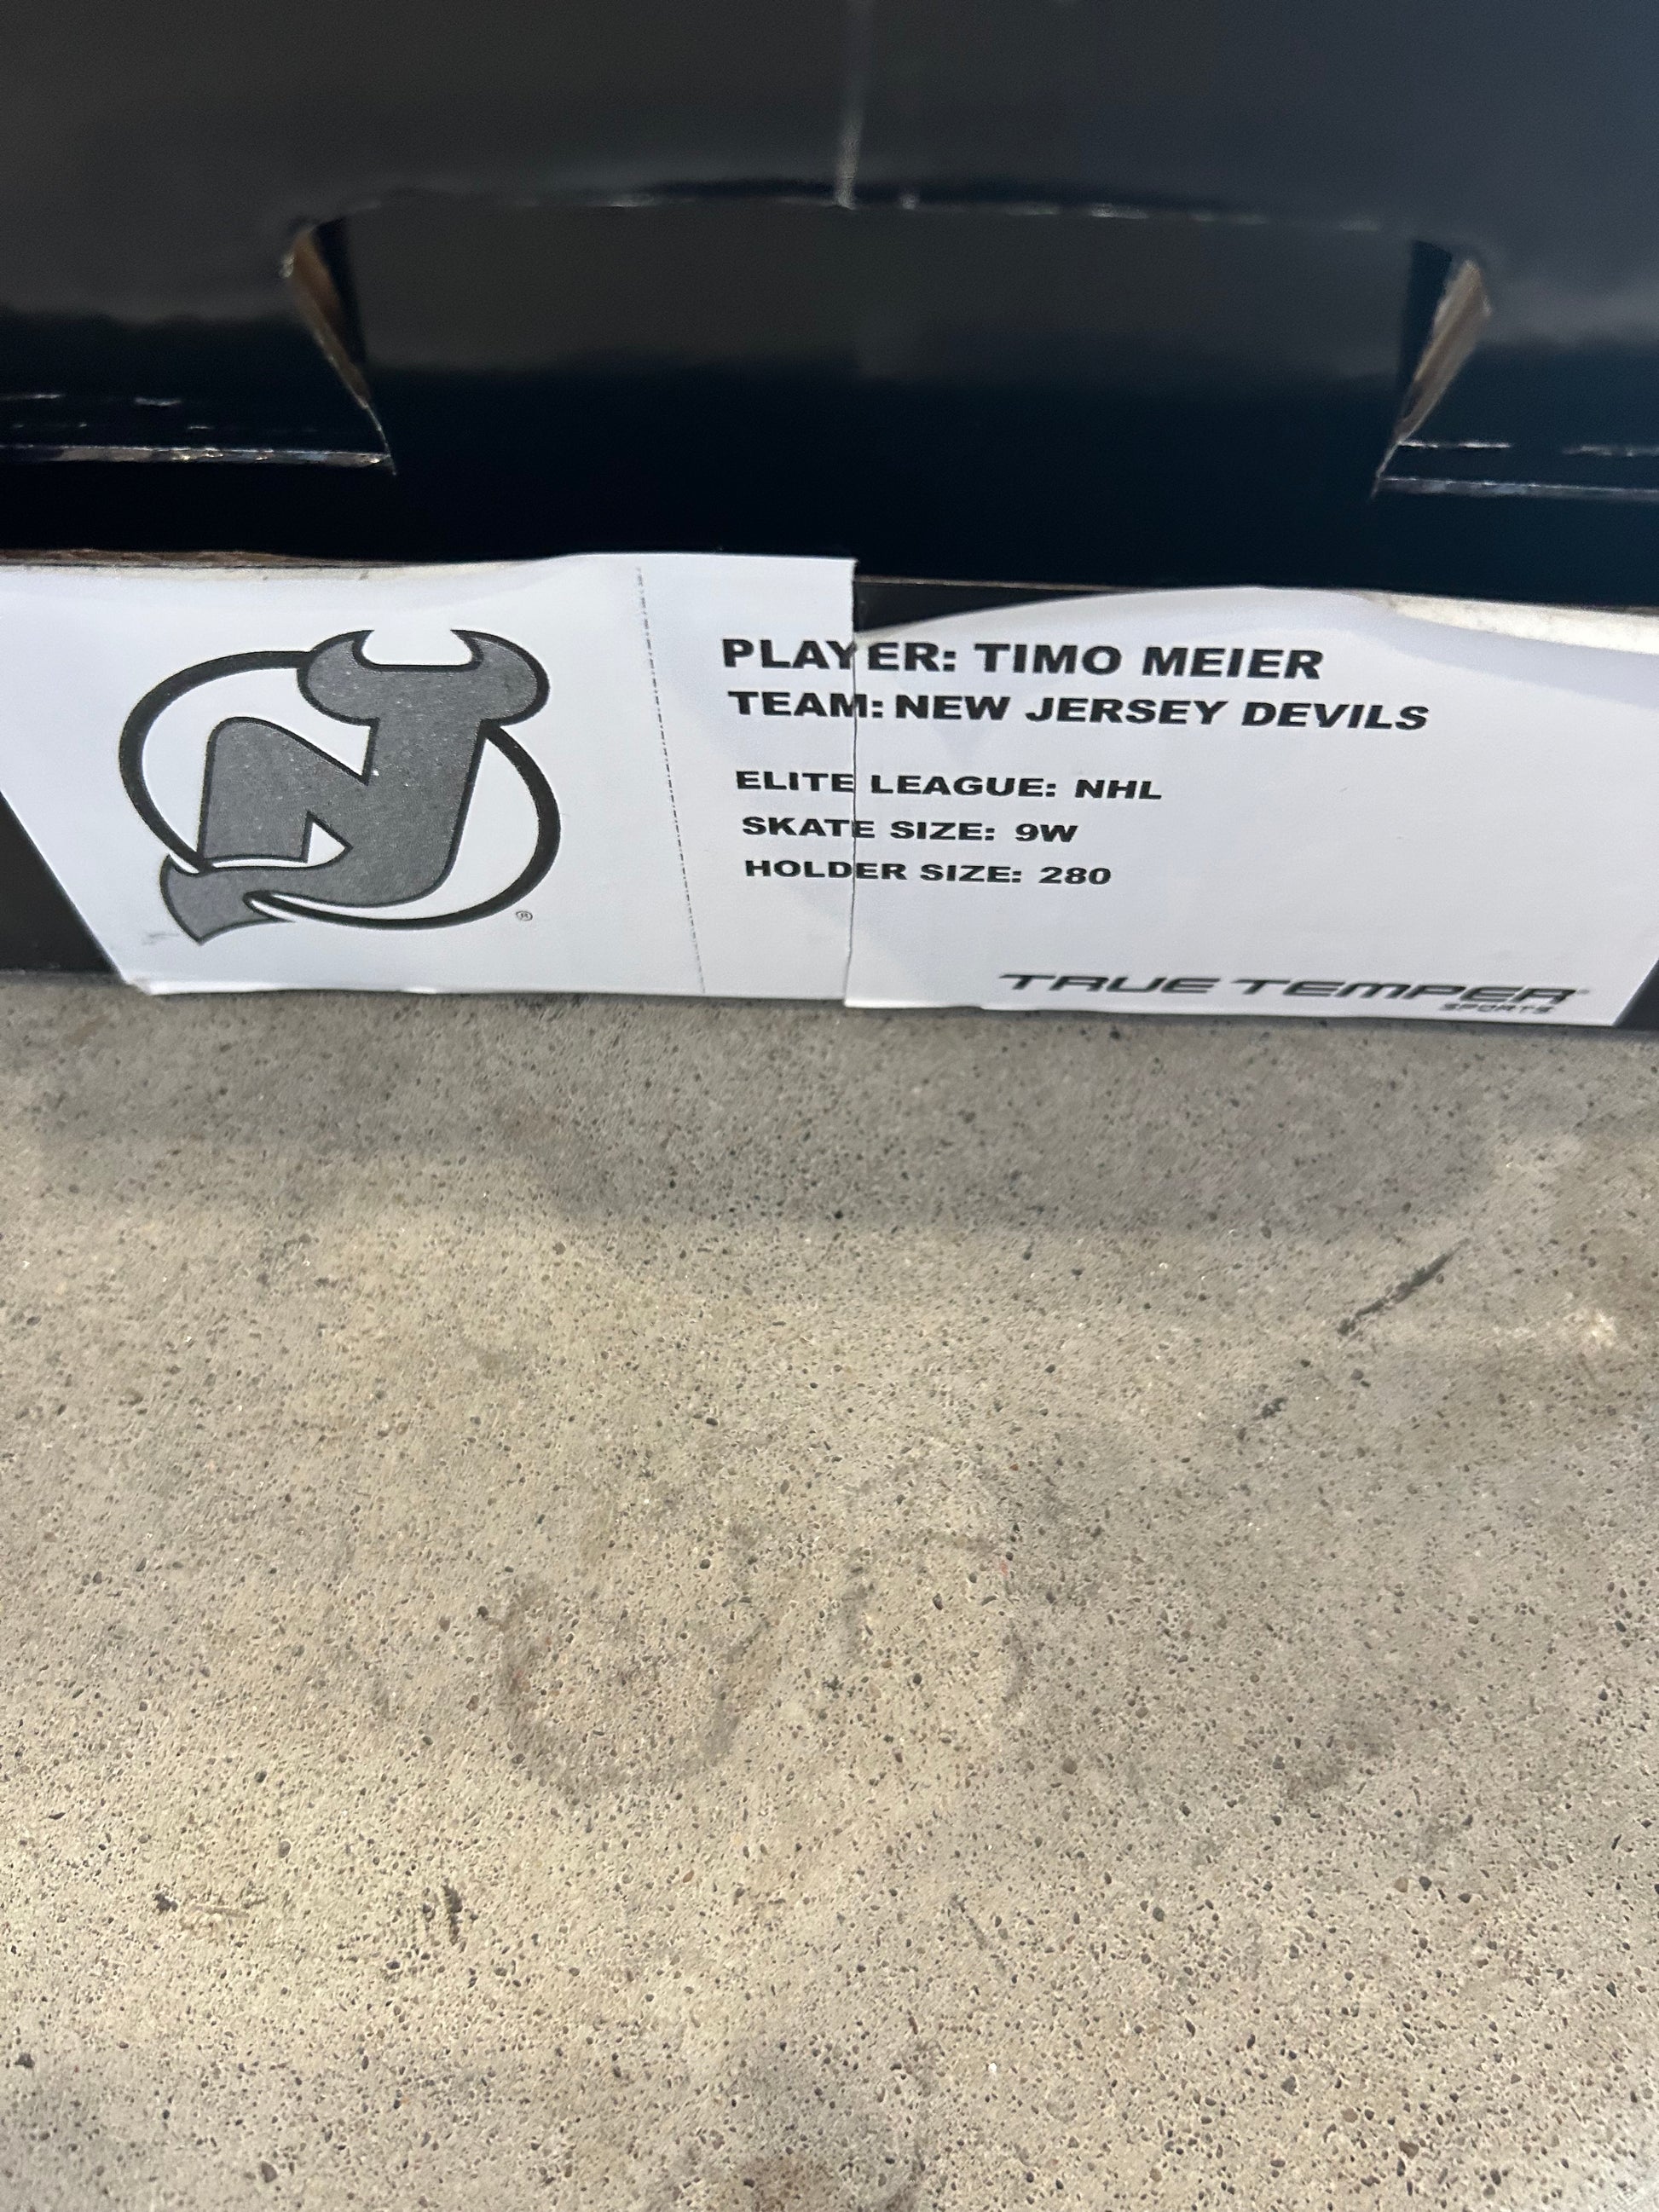 PLAYER: TIMO MEIER
TEAM: NEW JERSEY DEVILS
ELITE LEAGUE: NHL
SKATE SIZE: 9W
HOLDER SIZE: 280
TRUE TEMPER
SPORTS
NJ
®